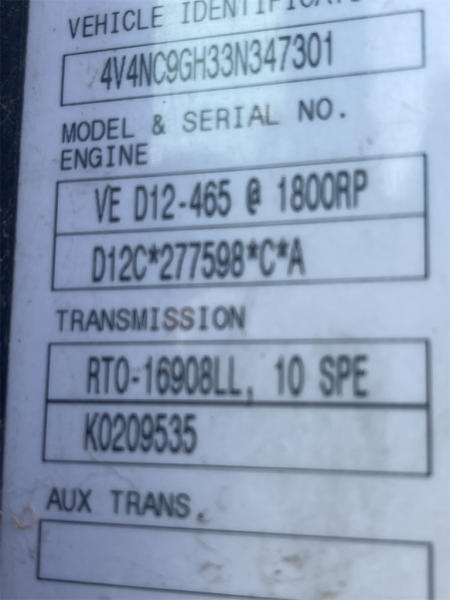 VEHICLE IDENTIFICAT
4V4NC9GH33N347301
MODEL & SERIAL NO.
ENGINE
VE D12-465 @ 1800RP
D12C*277598*C*A
TRANSMISSION
RTO-16908LL, 10 SPE
K0209535
AUX TRANS.